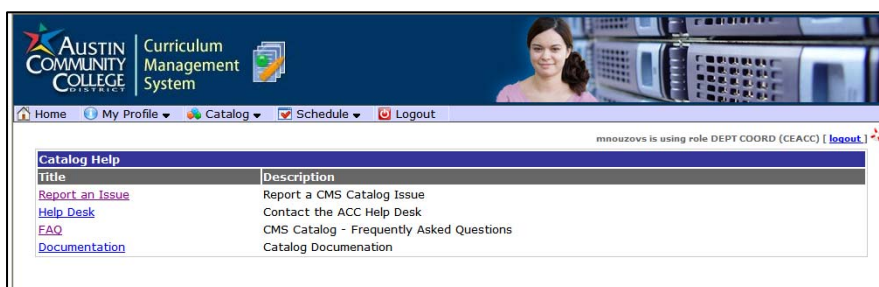 AUSTIN COMMUNITY COLLEGE DISTRICT
Curriculum Management System
Home My Profile Catalog Schedule Logout
mnouzovs is using role DEPT COORD (CEACC) [ logout ]
Catalog Help
Title Description
Report an Issue Report a CMS Catalog Issue
Help Desk Contact the ACC Help Desk
FAQ CMS Catalog - Frequently Asked Questions
Documentation Catalog Documenation